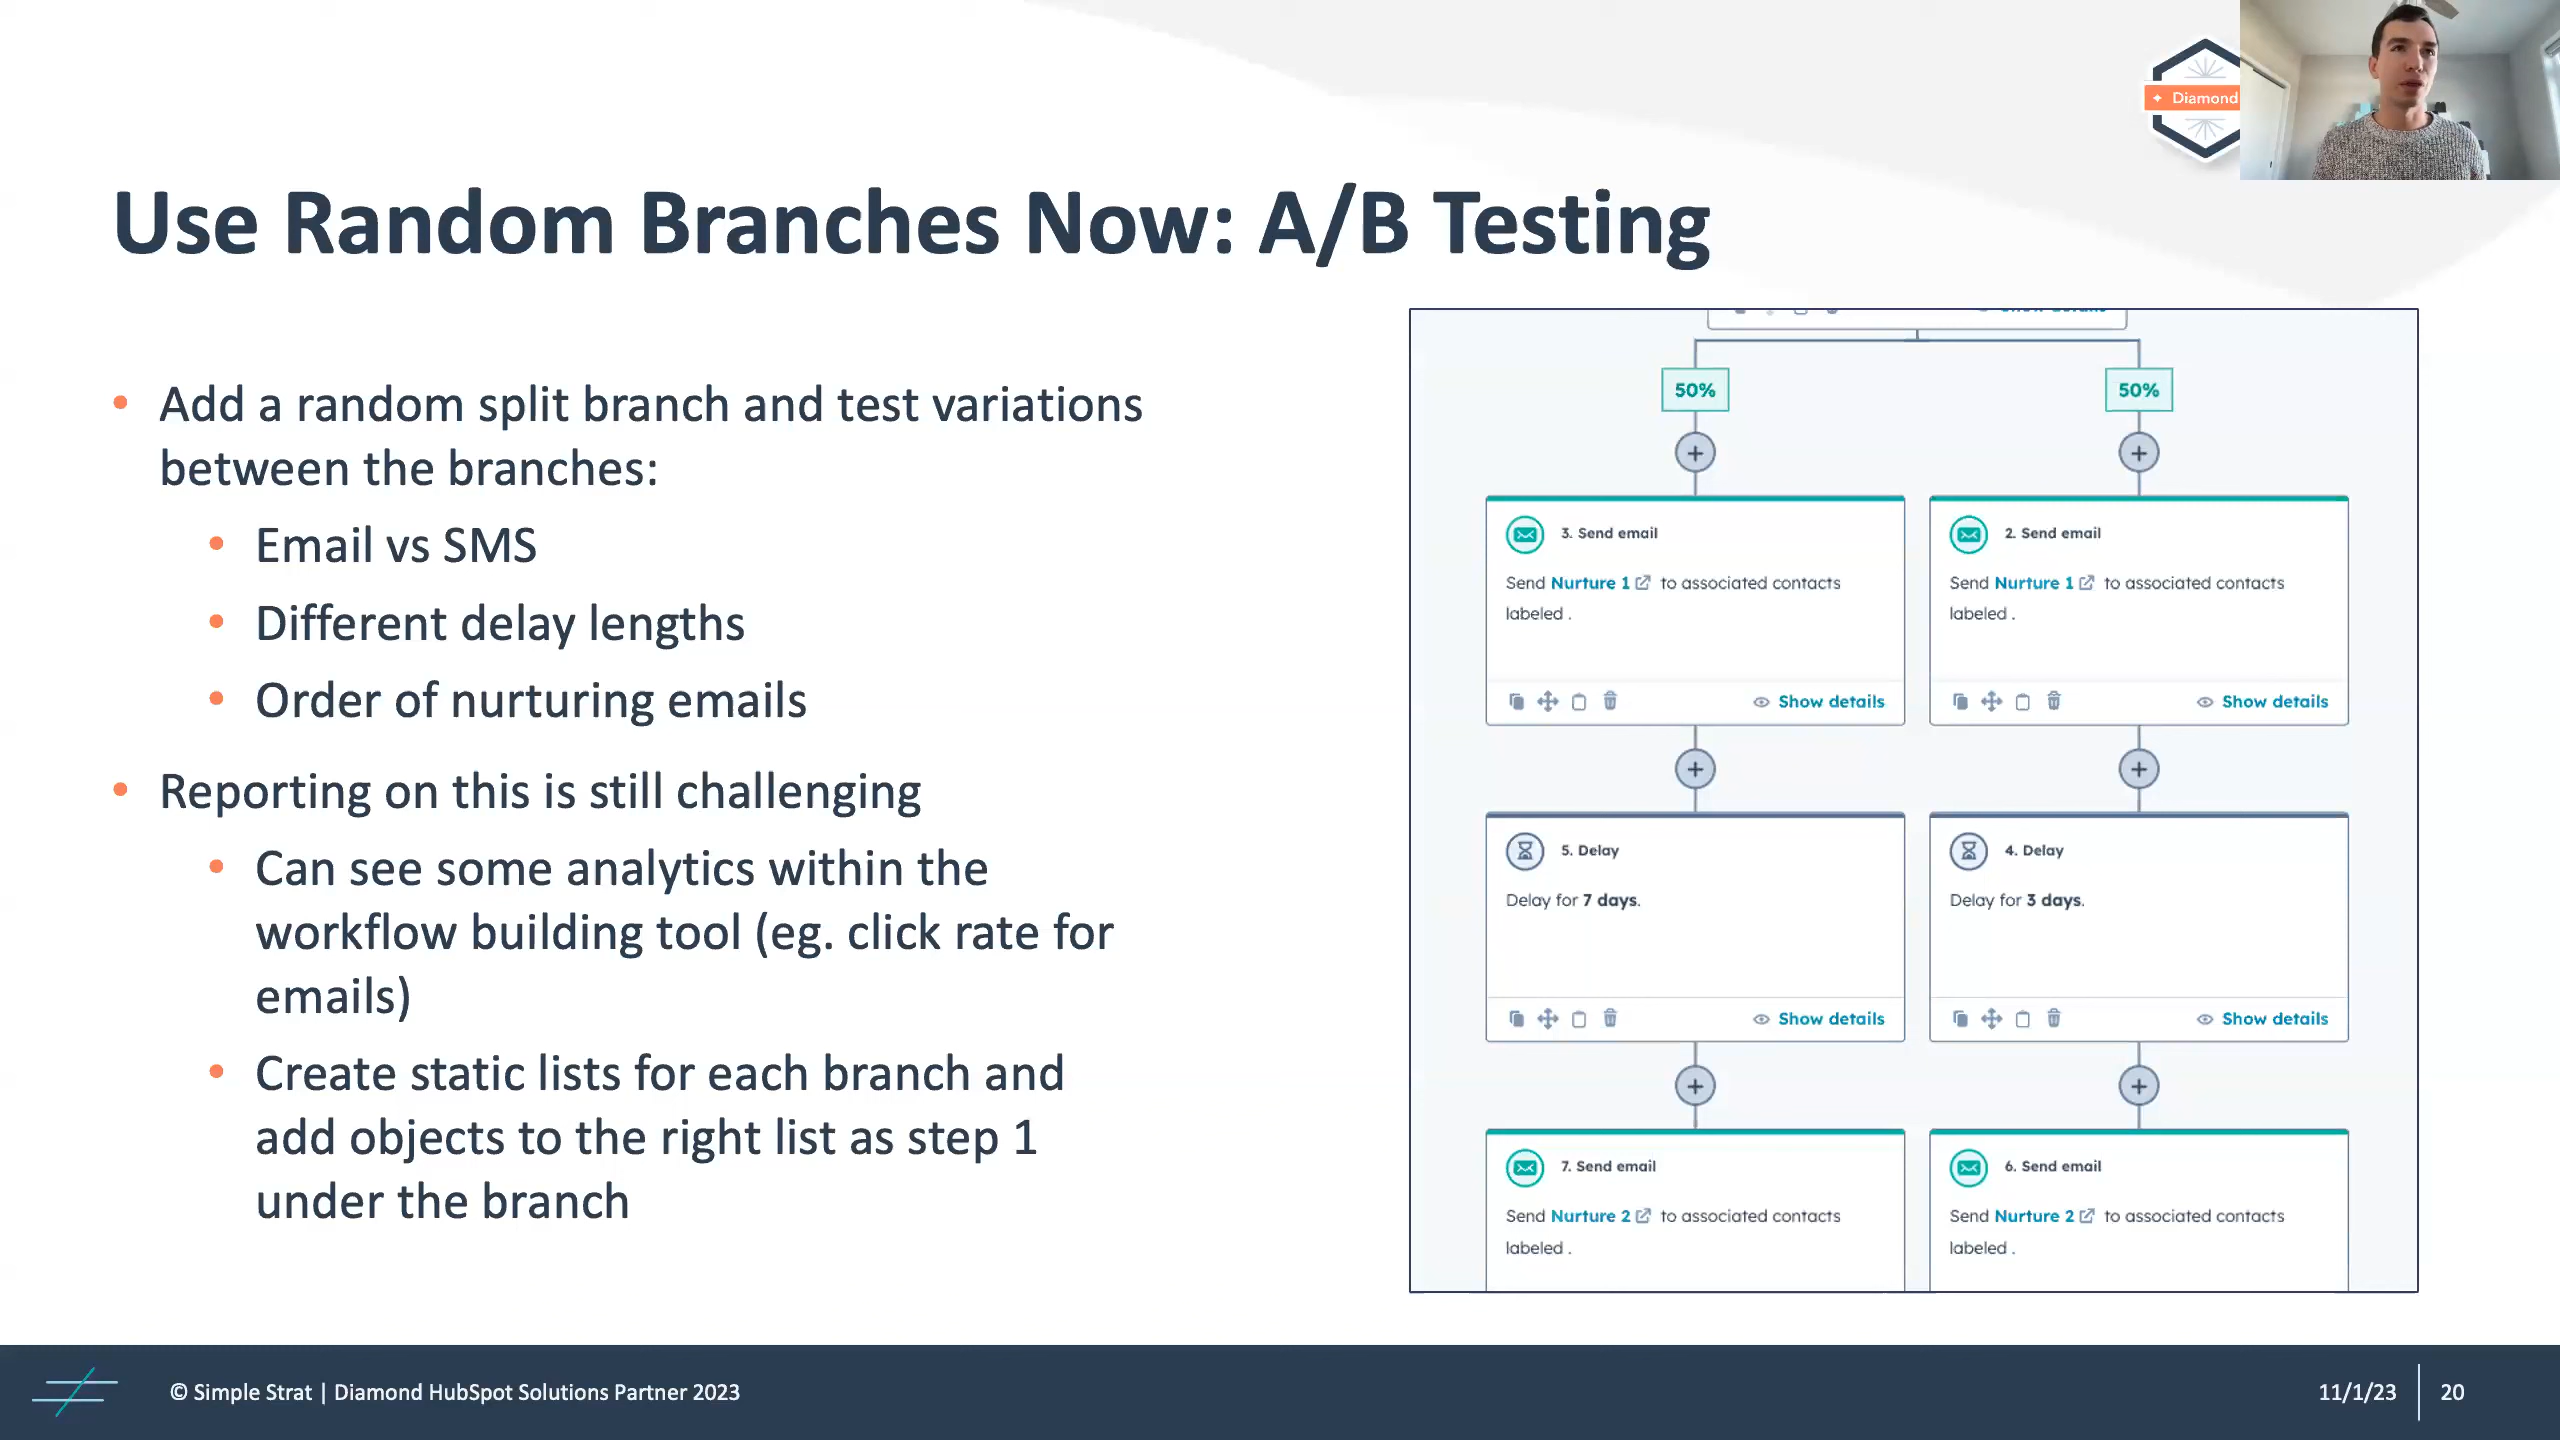 Diamond
Use Random Branches Now: A/B Testing
• Add a random split branch and test variations
between the branches:
• Email vs SMS
• Different delay lengths
• Order of nurturing emails
• Reporting on this is still challenging
• Can see some analytics within the
workflow building tool (eg. click rate for
emails)
• Create static lists for each branch and
add objects to the right list as step 1
under the branch
50%
50%
3. Send email
Send Nurture 1 to associated contacts
labeled .
Show details
2. Send email
Send Nurture 1 to associated contacts
labeled .
Show details
5. Delay
Delay for 7 days.
Show details
4. Delay
Delay for 3 days.
Show details
7. Send email
Send Nurture 2 to associated contacts
labeled .
6. Send email
Send Nurture 2 to associated contacts
labeled .
© Simple Strat | Diamond HubSpot Solutions Partner 2023
11/1/23
20